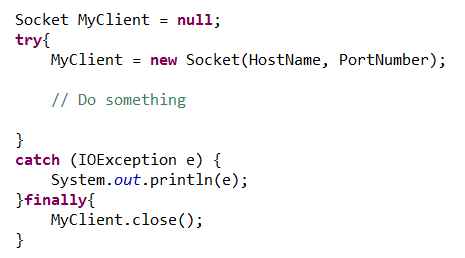 Socket MyClient = null;
try{
    MyClient = new Socket(HostName, PortNumber);
    // Do something
}
catch (IOException e) {
    System.out.println(e);
}finally{
    MyClient.close();
}